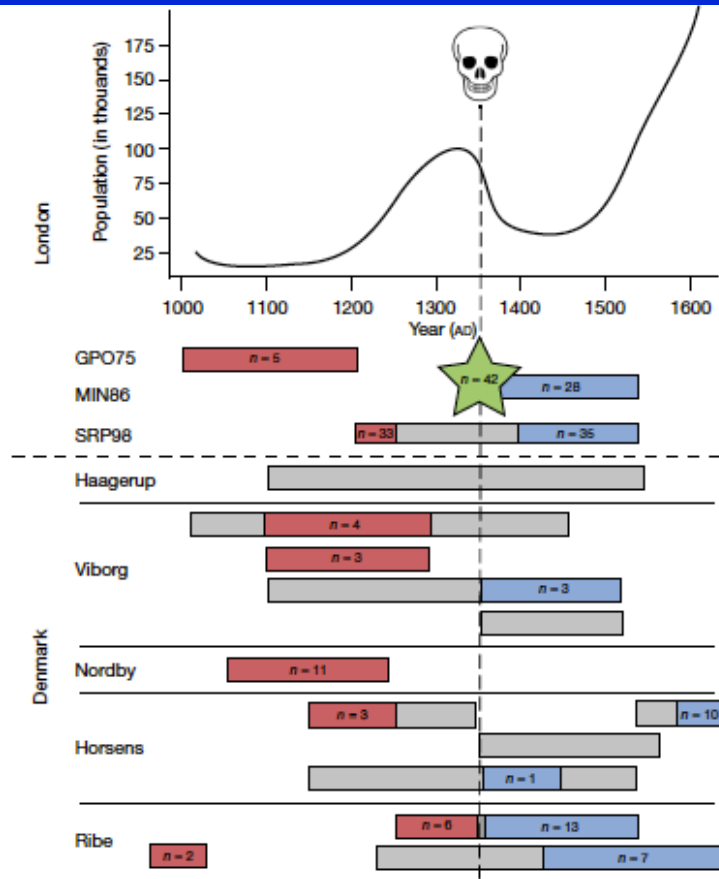 Population (in thousands)
175
150
125
100
75
50
25
London
1000 1100 1200 1300 1400 1500 1600
Year (AD)
GPO75
n = 5
n = 42
MIN86
n = 28
SRP98
n = 33
n = 35
Haagerup
Denmark
Viborg
n = 4
n = 3
n = 3
Nordby
n = 11
Horsens
n = 3
n = 10
n = 1
Ribe
n = 6
n = 13
n = 2
n = 7